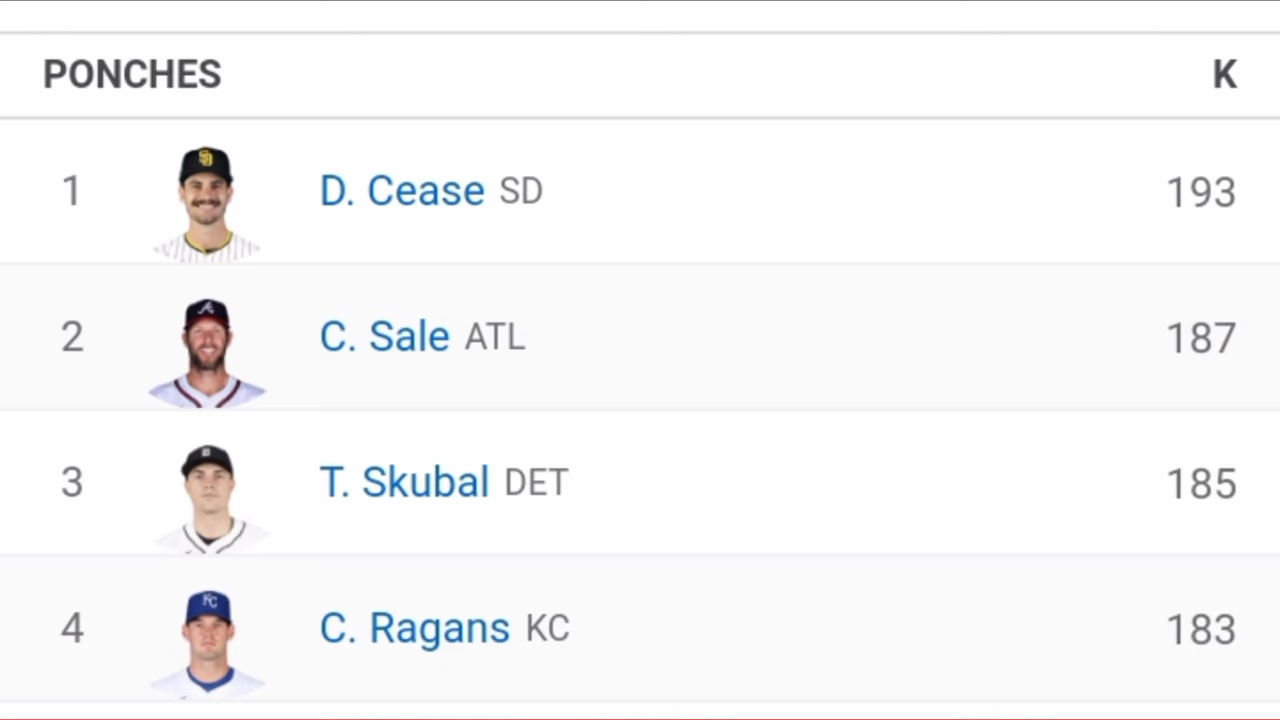 PONCHES K
1 D. Cease SD 193
2 C. Sale ATL 187
3 T. Skubal DET 185
4 C. Ragans KC 183